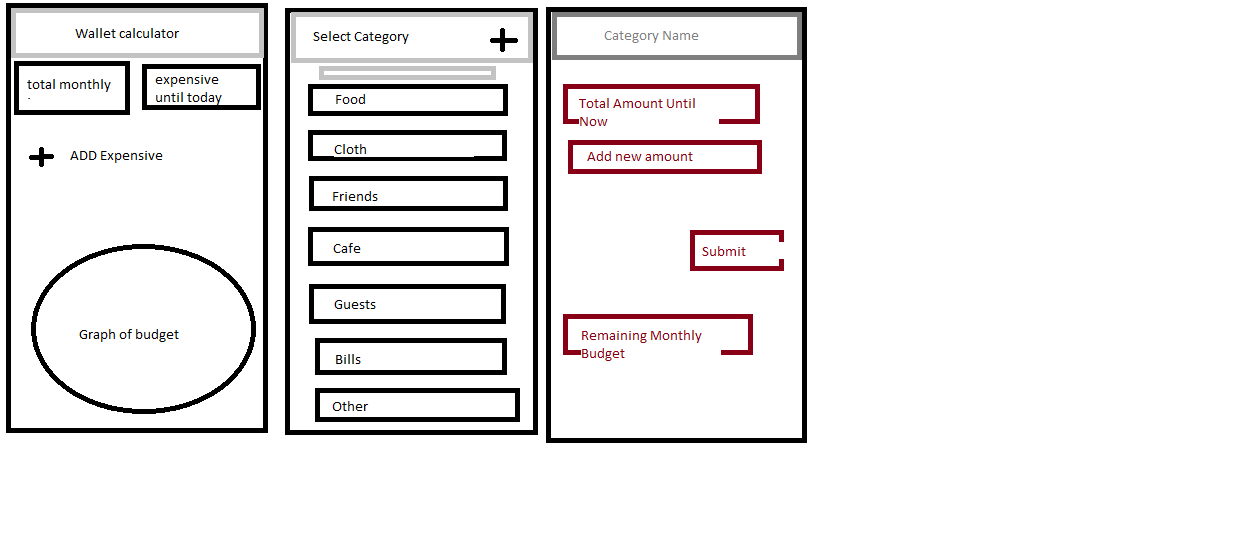 Wallet calculator
total monthly
expensive
until today
ADD Expensive
Graph of budget
Select Category
Food
Cloth
Friends
Cafe
Guests
Bills
Other
Category Name
Total Amount Until
Now
Add new amount
Submit
Remaining Monthly
Budget